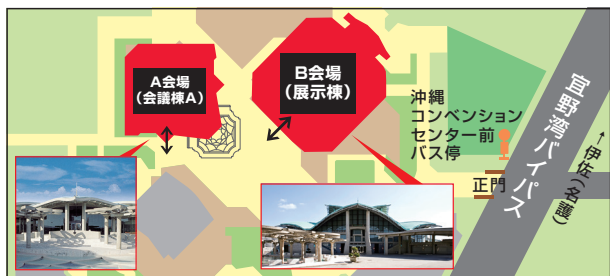 A会場
(会議棟A)
B会場
(展示棟)
沖縄
コンベンション
センター前
バス停
正門
宜野湾バイパス
←伊佐(名護)